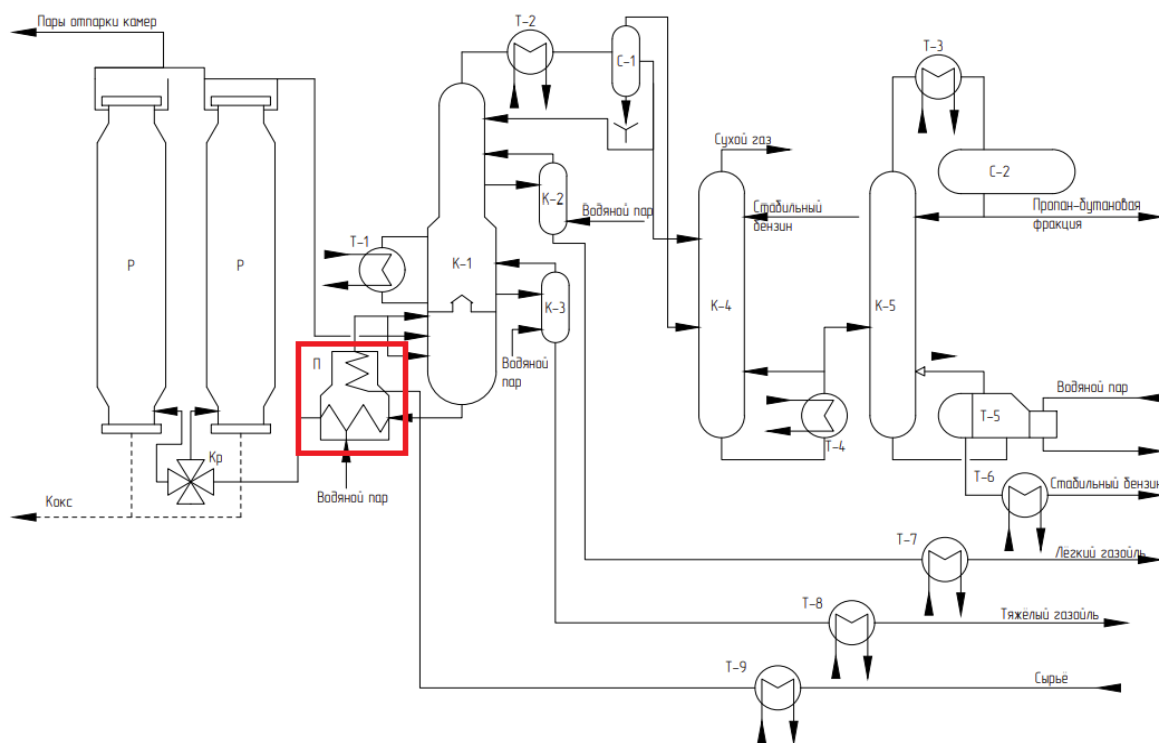 Пары отпарки камер
Т-2
С-1
Т-3
Сухой газ
С-2
К-2
Водяной пар
Стабильный
бензин
Пропан-бутановая
фракция
Т-1
Р
Р
К-1
К-3
К-4
К-5
Водяной
пар
П
Водяной пар
Т-5
Т-4
Кр
Т-6
Стабильный бензин
Водяной пар
Кокс
Т-7
Лёгкий газойль
Т-8
Тяжёлый газойль
Т-9
Сырьё